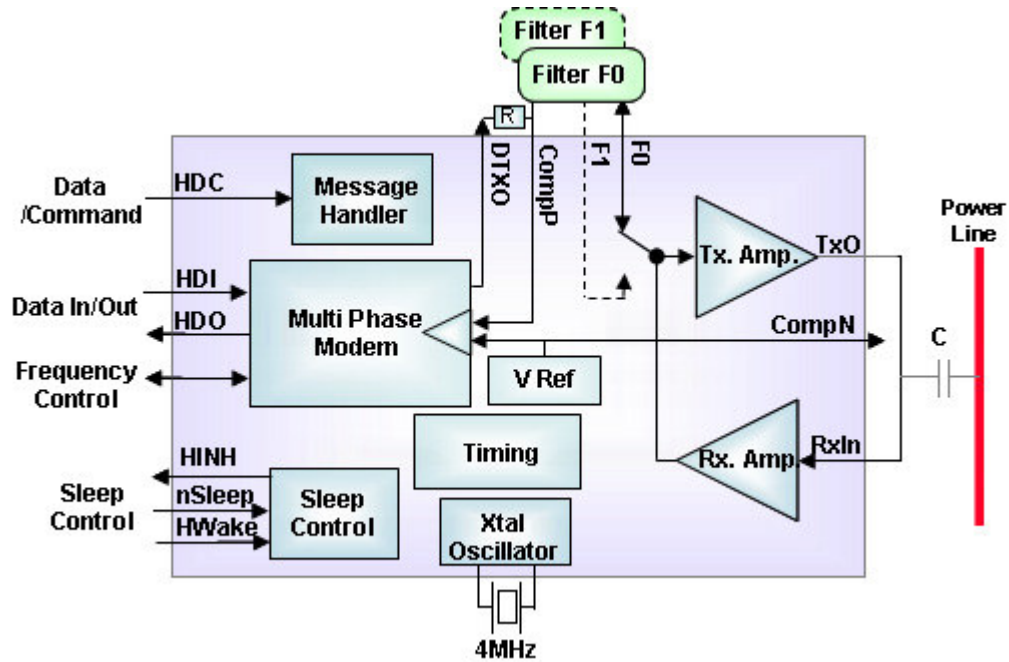 Filter F1
Filter F0
R
DTXO
CompP
F1
F0
Data
/Command
HDC
Message
Handler
Power
Line
Tx. Amp.
TxO
Data In/Out
HDI
HDO
Multi Phase
Modem
CompN
C
V Ref
Frequency
Control
Timing
Rx. Amp.
RxIn
Sleep
Control
HINH
nSleep
HWake
Sleep
Control
Xtal
Oscillator
4MHz